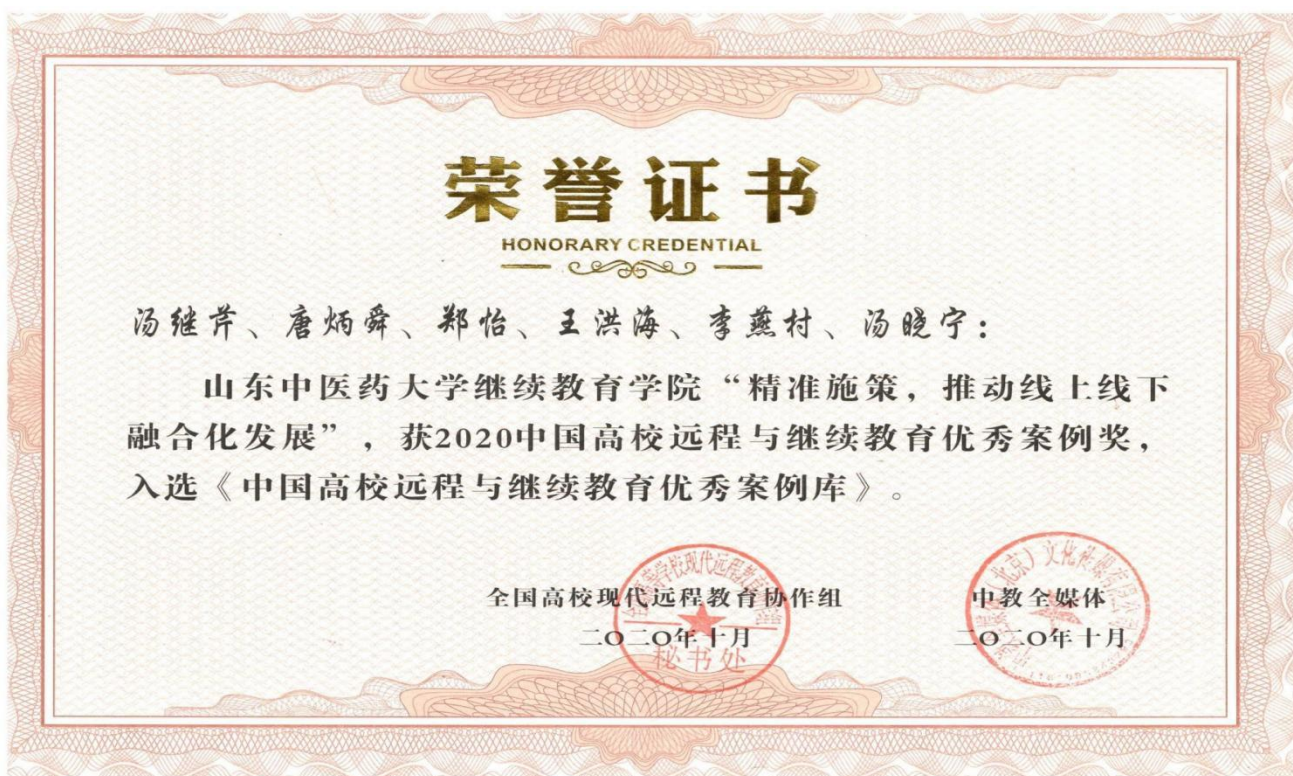 荣誉证书
HONORARY CREDENTIAL
汤继芹、唐炳舜、郑怡、王洪海、李燕村、汤晓宁：
山东中医药大学继续教育学院“精准施策，推动线上线下
融合化发展”，获2020中国高校远程与继续教育优秀案例奖，
入选《中国高校远程与继续教育优秀案例库》。
全国高校现代远程教育协作组
二〇二〇年十月
秘书处
中教全媒体
二〇二〇年十月